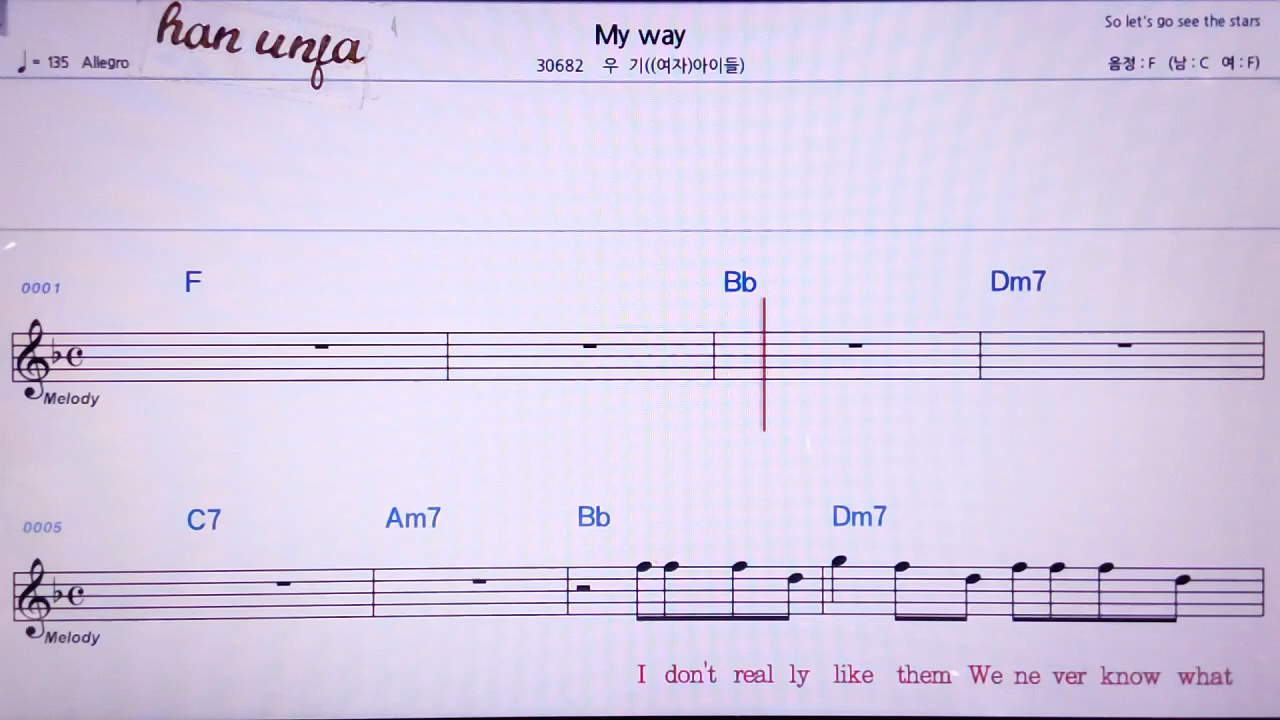 han unfa
My way
So let's go see the stars
♩ = 135 Allegro
30682 우 기((여자)아이들)
음정 : F (남 : C 여 : F)
0001 F Bb Dm7
Melody
0005 C7 Am7 Bb Dm7
Melody
I don't real ly like them We ne ver know what